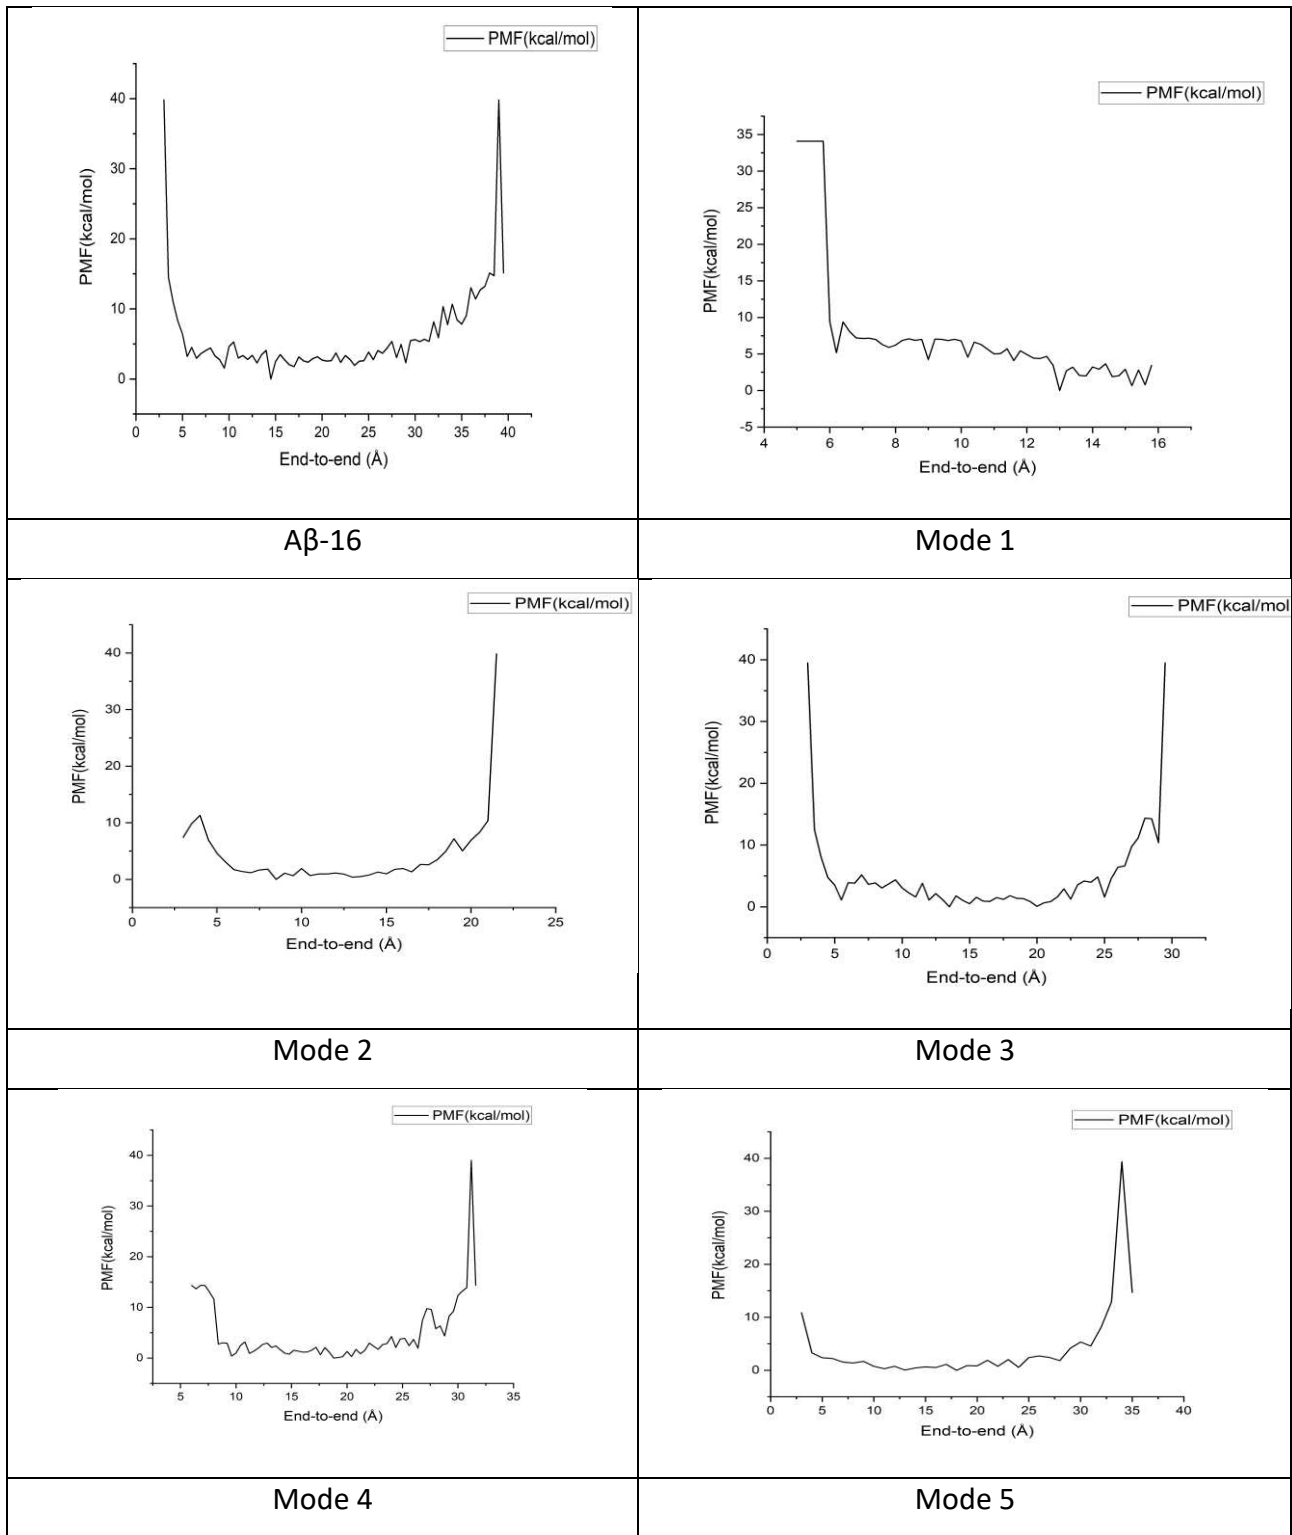 PMF(kcal/mol)
PMF(kcal/mol)
40
30
20
10
0
0 5 10 15 20 25 30 35 40
End-to-end (Å)
PMF(kcal/mol)
PMF(kcal/mol)
35
30
25
20
15
10
5
0
-5
4 6 8 10 12 14 16
End-to-end (Å)
Aβ-16 Mode 1
PMF(kcal/mol)
PMF(kcal/mol)
40
30
20
10
0
0 5 10 15 20 25
End-to-end (Å)
PMF(kcal/mol
PMF(kcal/mol)
40
30
20
10
0
0 5 10 15 20 25 30
End-to-end (Å)
Mode 2 Mode 3
PMF(kcal/mol)
PMF(kcal/mol)
40
30
20
10
0
5 10 15 20 25 30 35
End-to-end (Å)
PMF(kcal/mol)
PMF(kcal/mol)
40
30
20
10
0
0 5 10 15 20 25 30 35 40
End-to-end (Å)
Mode 4 Mode 5